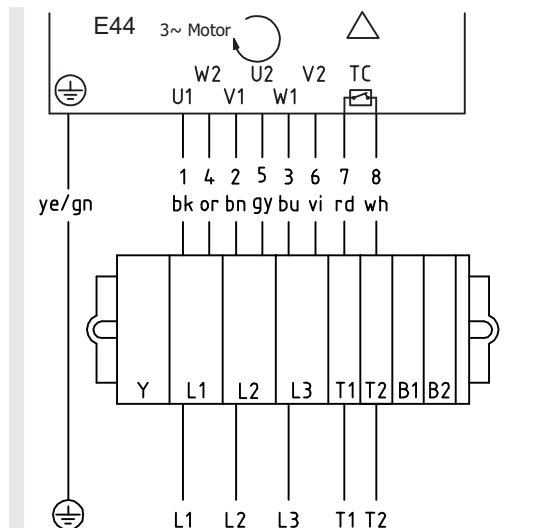 E44 3~ Motor
W2 U2 V2 TC
U1 V1 W1
1 4 2 5 3 6 7 8
ye/gn bk or bn gy bu vi rd wh
Y L1 L2 L3 T1 T2 B1 B2
L1 L2 L3 T1 T2